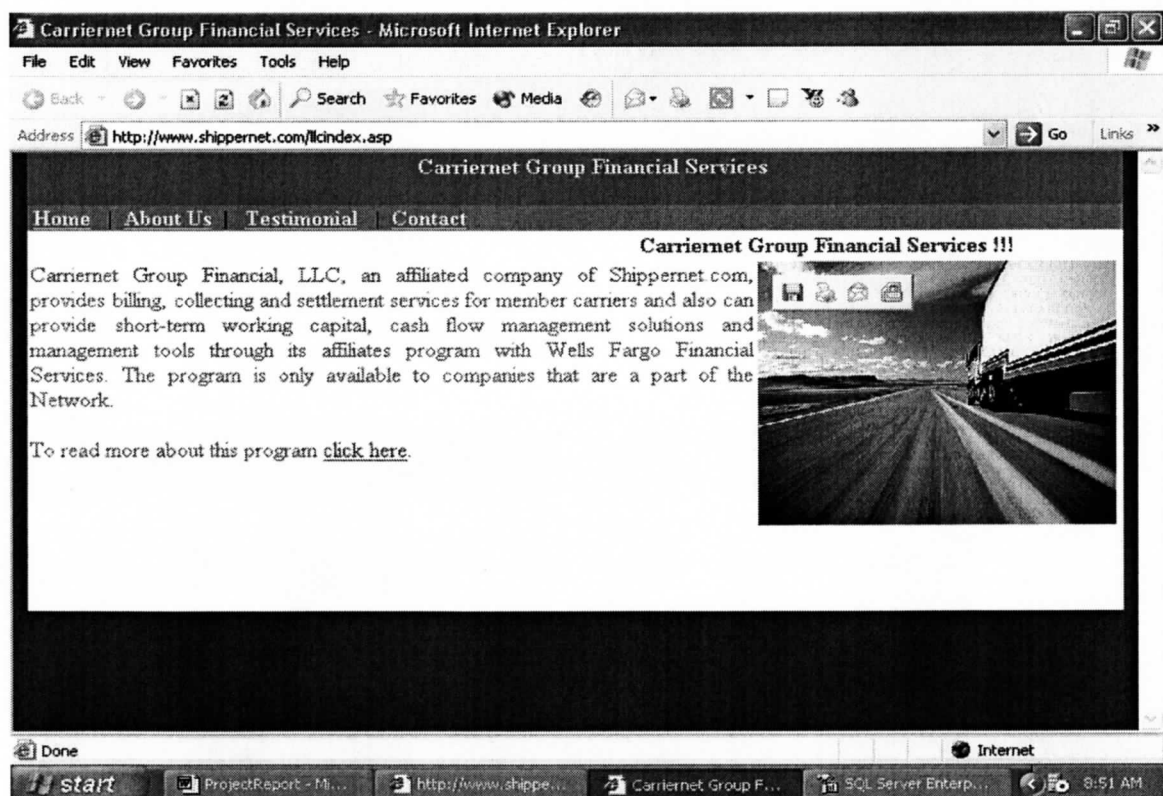 Carriernet Group Financial Services - Microsoft Internet Explorer
File Edit View Favorites Tools Help
Back Search Favorites Media
Address http://www.shippernet.com/llcindex.asp Go Links »
Carriernet Group Financial Services
Home | About Us | Testimonial | Contact
Carriernet Group Financial Services !!!
Carriernet Group Financial, LLC, an affiliated company of Shippernet.com,
provides billing, collecting and settlement services for member carriers and also can
provide short-term working capital, cash flow management solutions and
management tools through its affiliates program with Wells Fargo Financial
Services. The program is only available to companies that are a part of the
Network.
To read more about this program click here.
Done Internet
start ProjectReport - Mi... http://www.shippe... Carriernet Group F... SQL Server Enterp... 8:51 AM